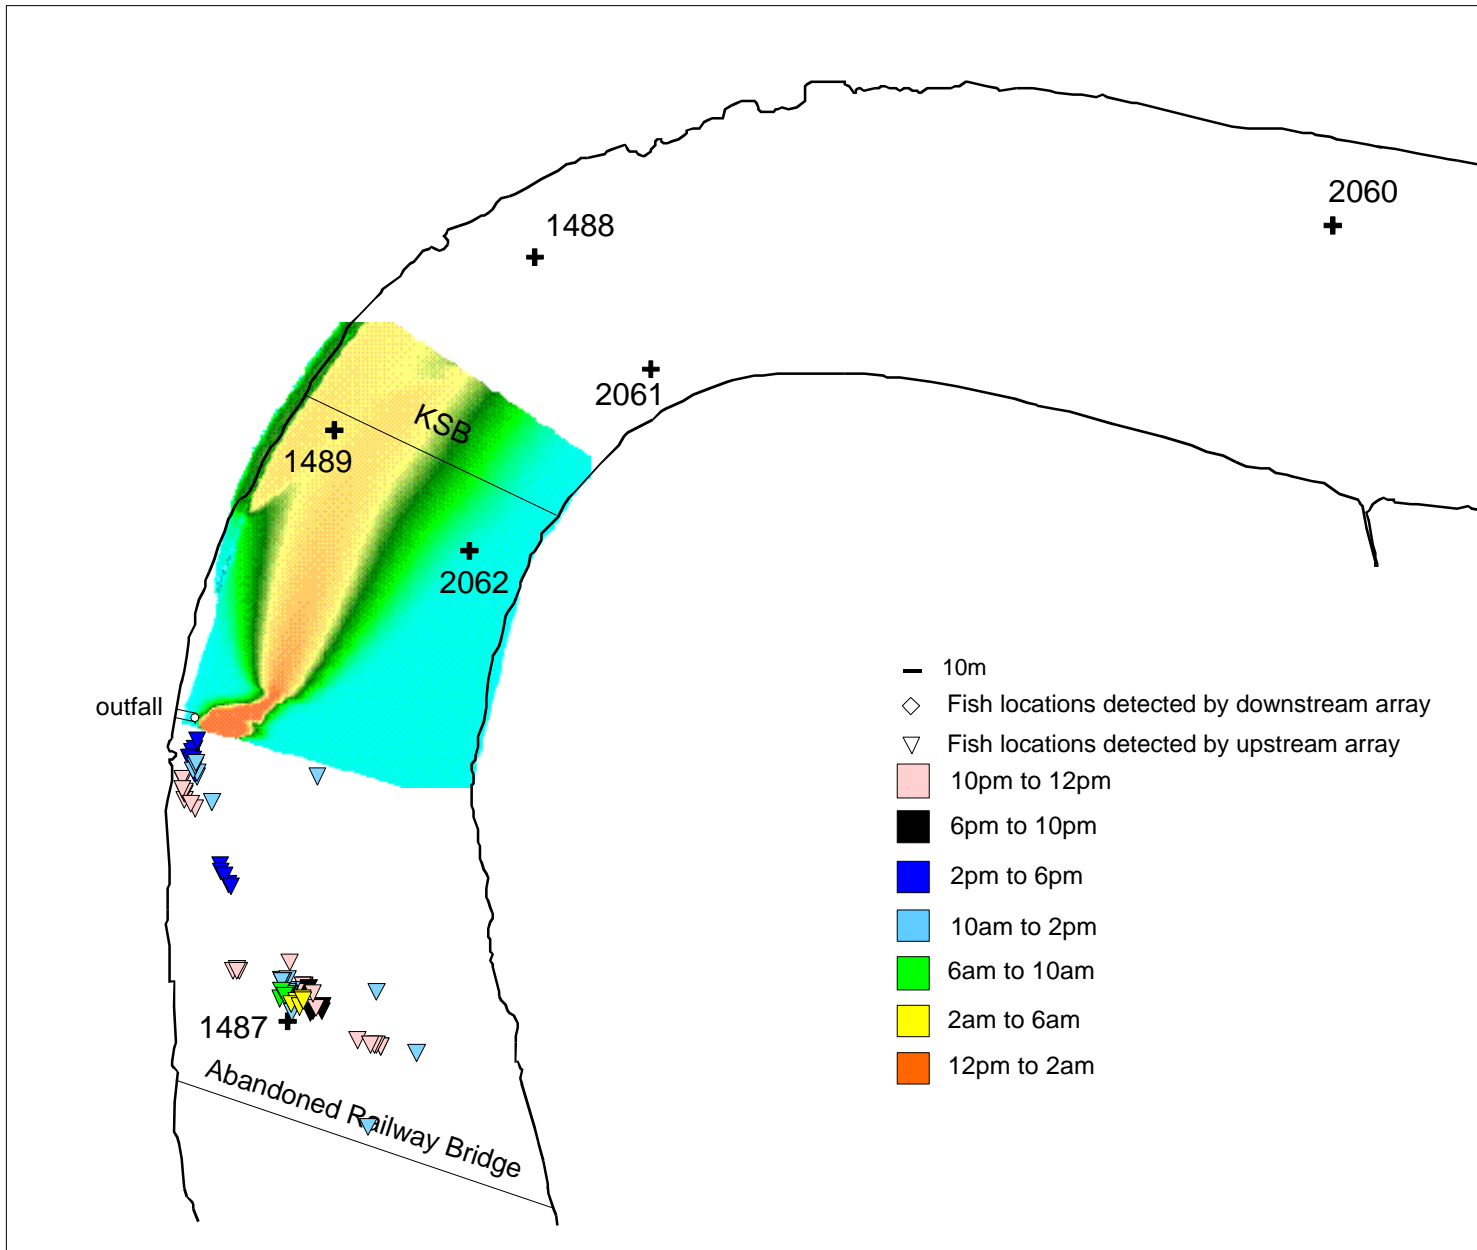 2060
1488
2061
KSB
1489
2062
10m
outfall
Fish locations detected by downstream array
Fish locations detected by upstream array
10pm to 12pm
6pm to 10pm
2pm to 6pm
10am to 2pm
6am to 10am
1487
2am to 6am
12pm to 2am
Abandoned Railway Bridge